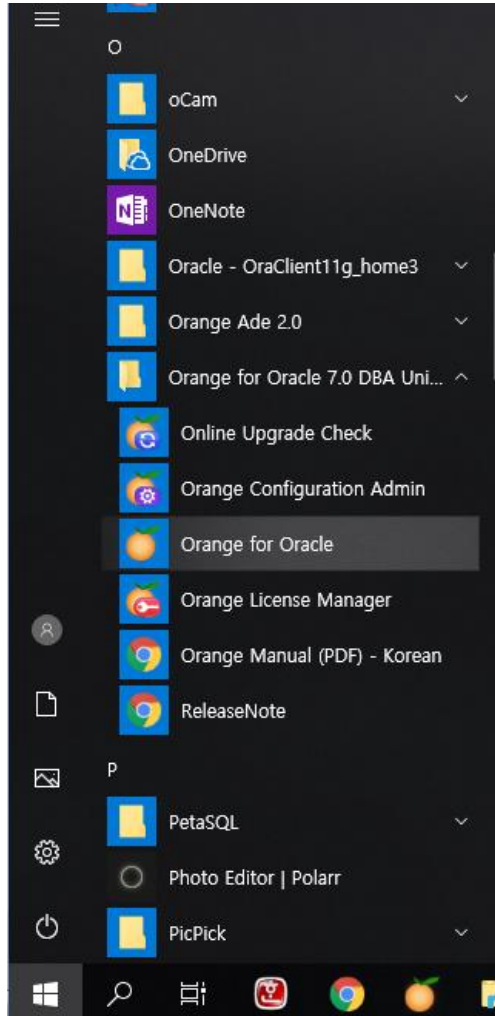 O
oCam
OneDrive
OneNote
Oracle - OraClient11g_home3
Orange Ade 2.0
Orange for Oracle 7.0 DBA Uni...
Online Upgrade Check
Orange Configuration Admin
Orange for Oracle
Orange License Manager
Orange Manual (PDF) - Korean
ReleaseNote
P
PetaSQL
Photo Editor | Polarr
PicPick